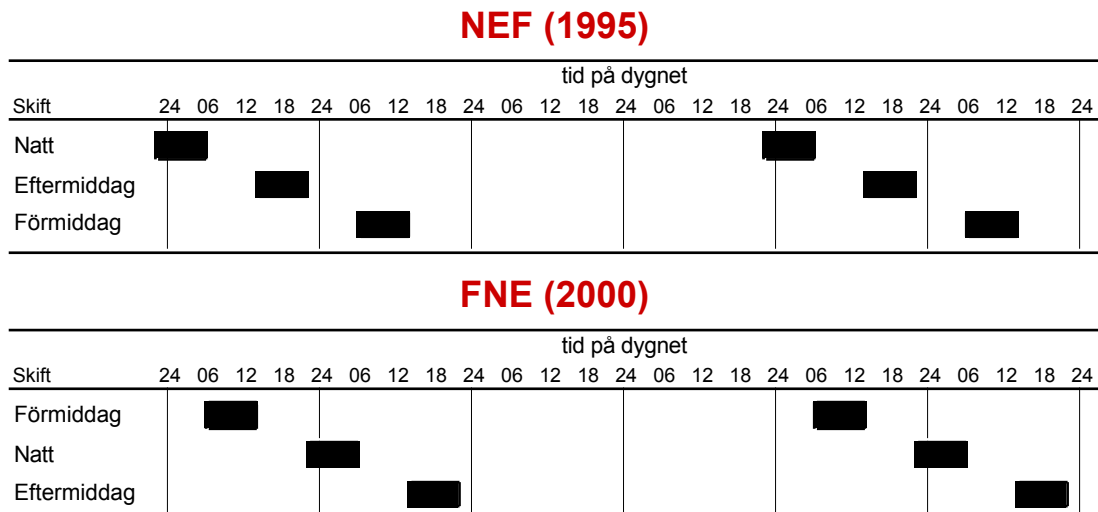 NEF (1995)
tid på dygnet
Skift 24 06 12 18 24 06 12 18 24 06 12 18 24 06 12 18 24 06 12 18 24 06 12 18 24
Natt
Eftermiddag
Förmiddag
FNE (2000)
tid på dygnet
Skift 24 06 12 18 24 06 12 18 24 06 12 18 24 06 12 18 24 06 12 18 24 06 12 18 24
Förmiddag
Natt
Eftermiddag